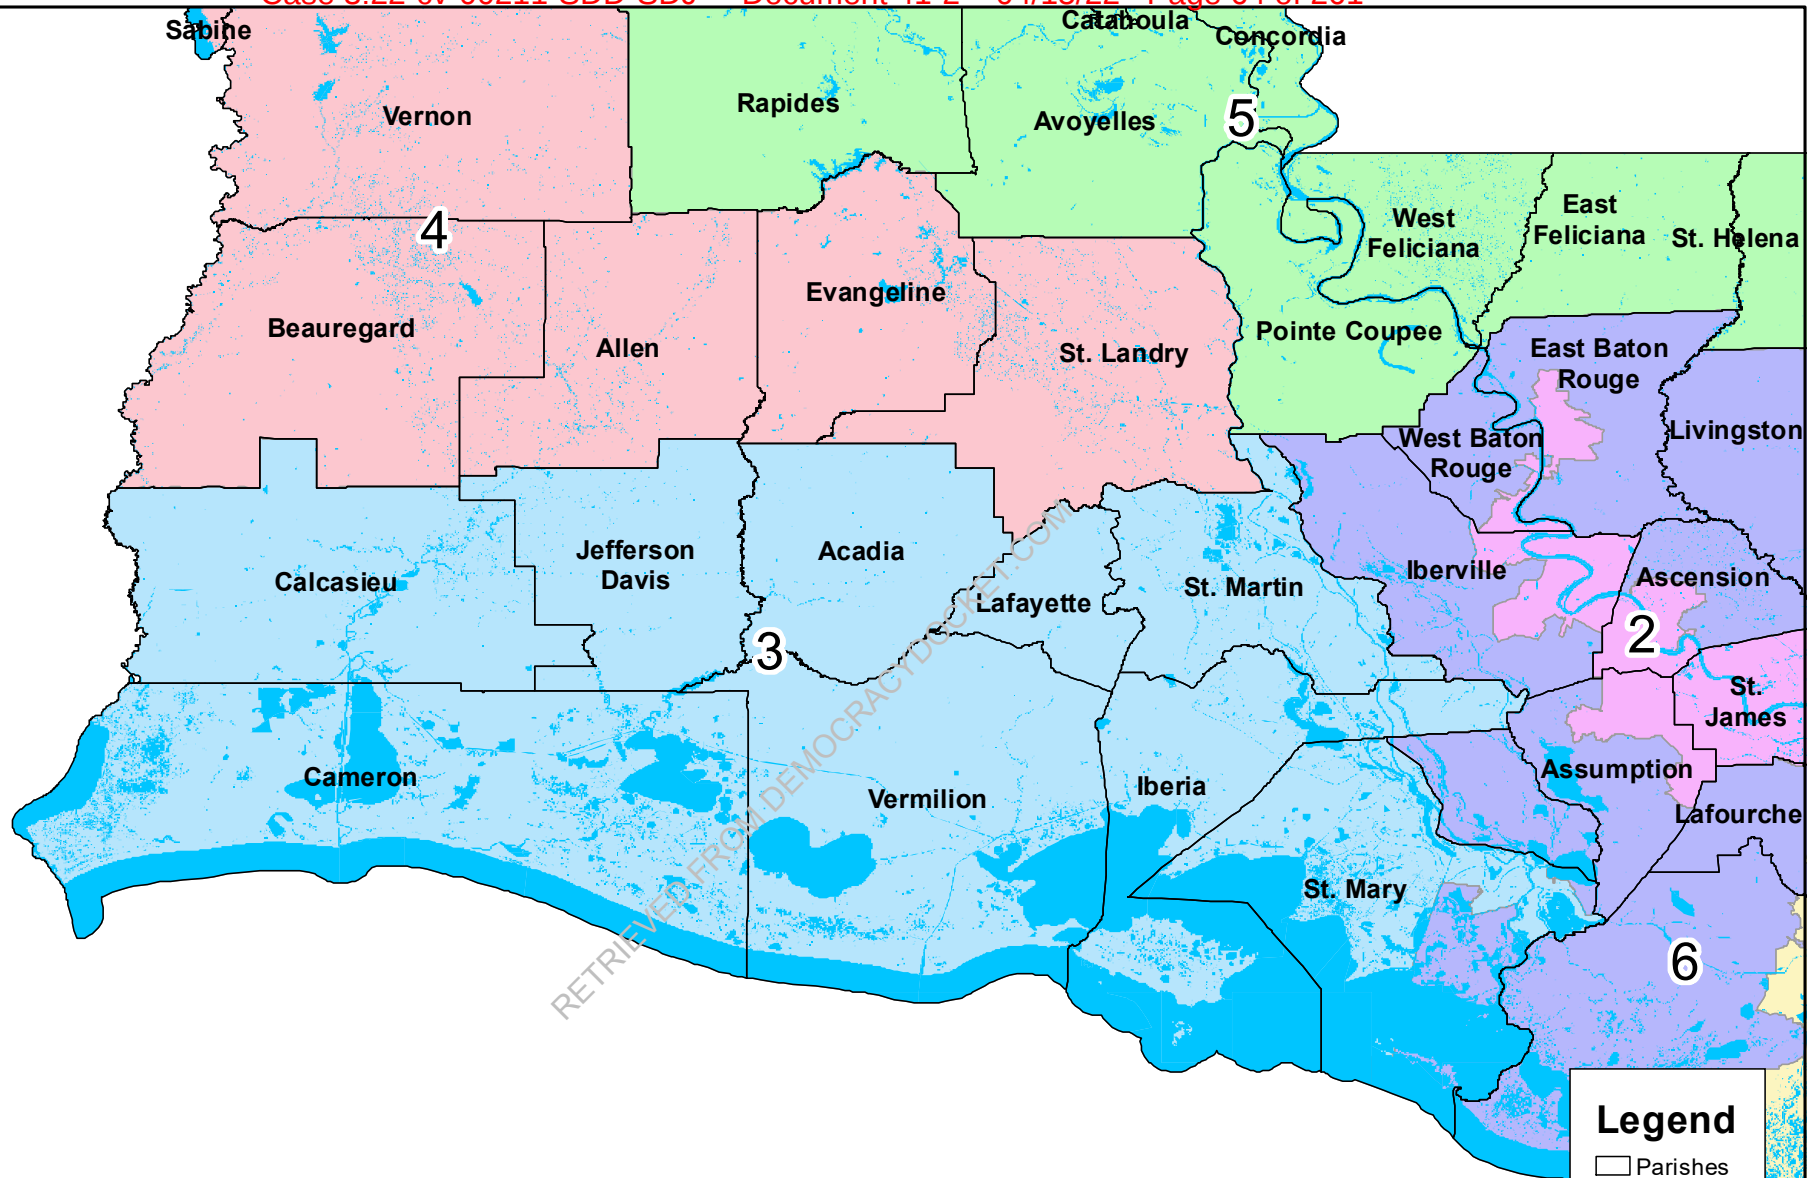 Sabine
Catahoula
Concordia
Vernon
Rapides
Avoyelles
5
4
West
Feliciana
East
Feliciana
St. Helena
Evangeline
Beauregard
Allen
St. Landry
Pointe Coupee
East Baton
Rouge
West Baton
Rouge
Livingston
Calcasieu
Jefferson
Davis
Acadia
Lafayette
St. Martin
Iberville
Ascension
3
2
St.
James
Cameron
Vermilion
Iberia
Assumption
Lafourche
St. Mary
6
RETRIEVED FROM DEMOCRACYDOCKET.COM
Legend
Parishes